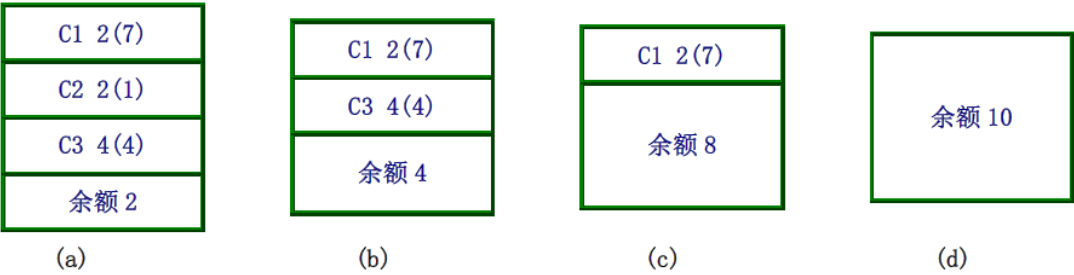 C1 2(7)
C2 2(1)
C3 4(4)
余额 2
(a)
C1 2(7)
C3 4(4)
余额 4
(b)
C1 2(7)
余额 8
(c)
余额 10
(d)